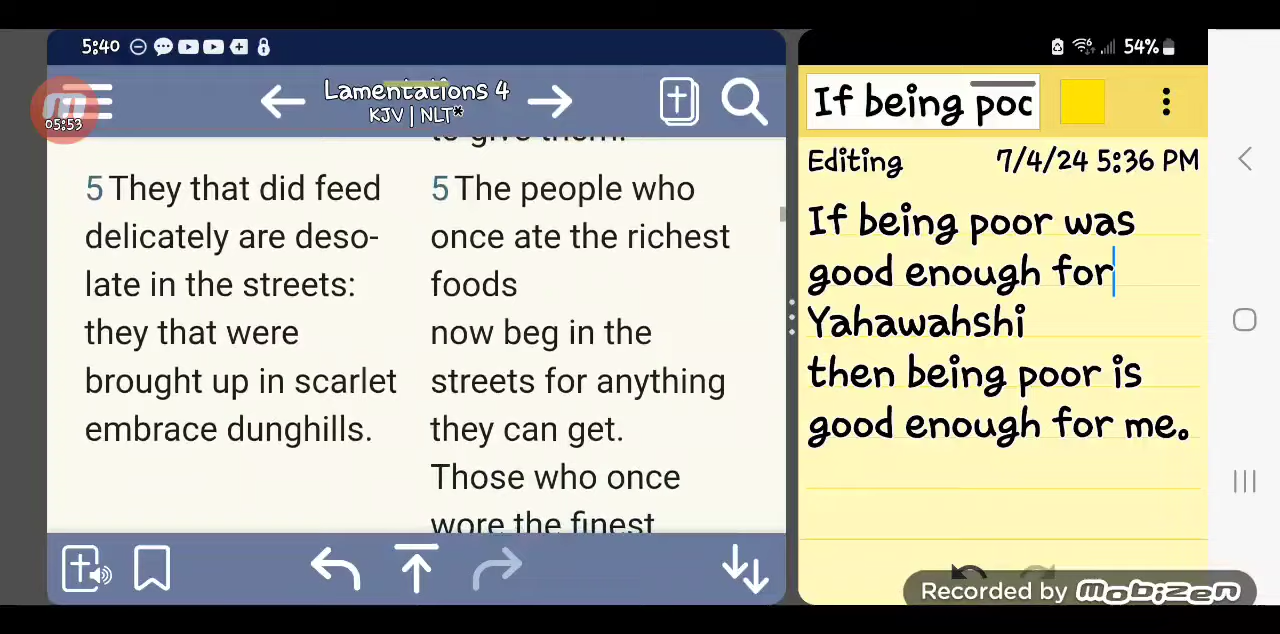 5:40
54%
05:53
Lamentations 4
KJV | NLT*
If being poc
Editing 7/4/24 5:36 PM
to give them.
5 They that did feed
delicately are deso-
late in the streets:
they that were
brought up in scarlet
embrace dunghills.
5 The people who
once ate the richest
foods
now beg in the
streets for anything
they can get.
Those who once
wore the finest
If being poor was
good enough for
Yahawahshi
then being poor is
good enough for me.
Recorded by mobizen